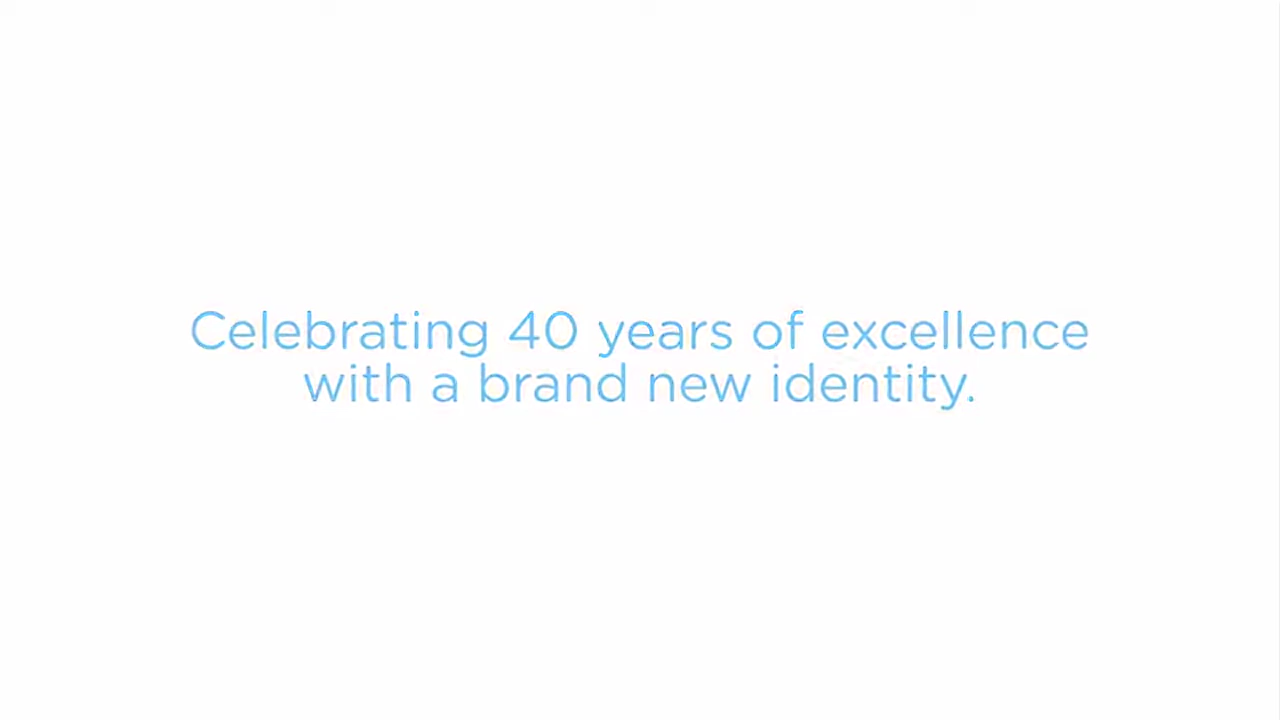 Celebrating 40 years of excellence
with a brand new identity.